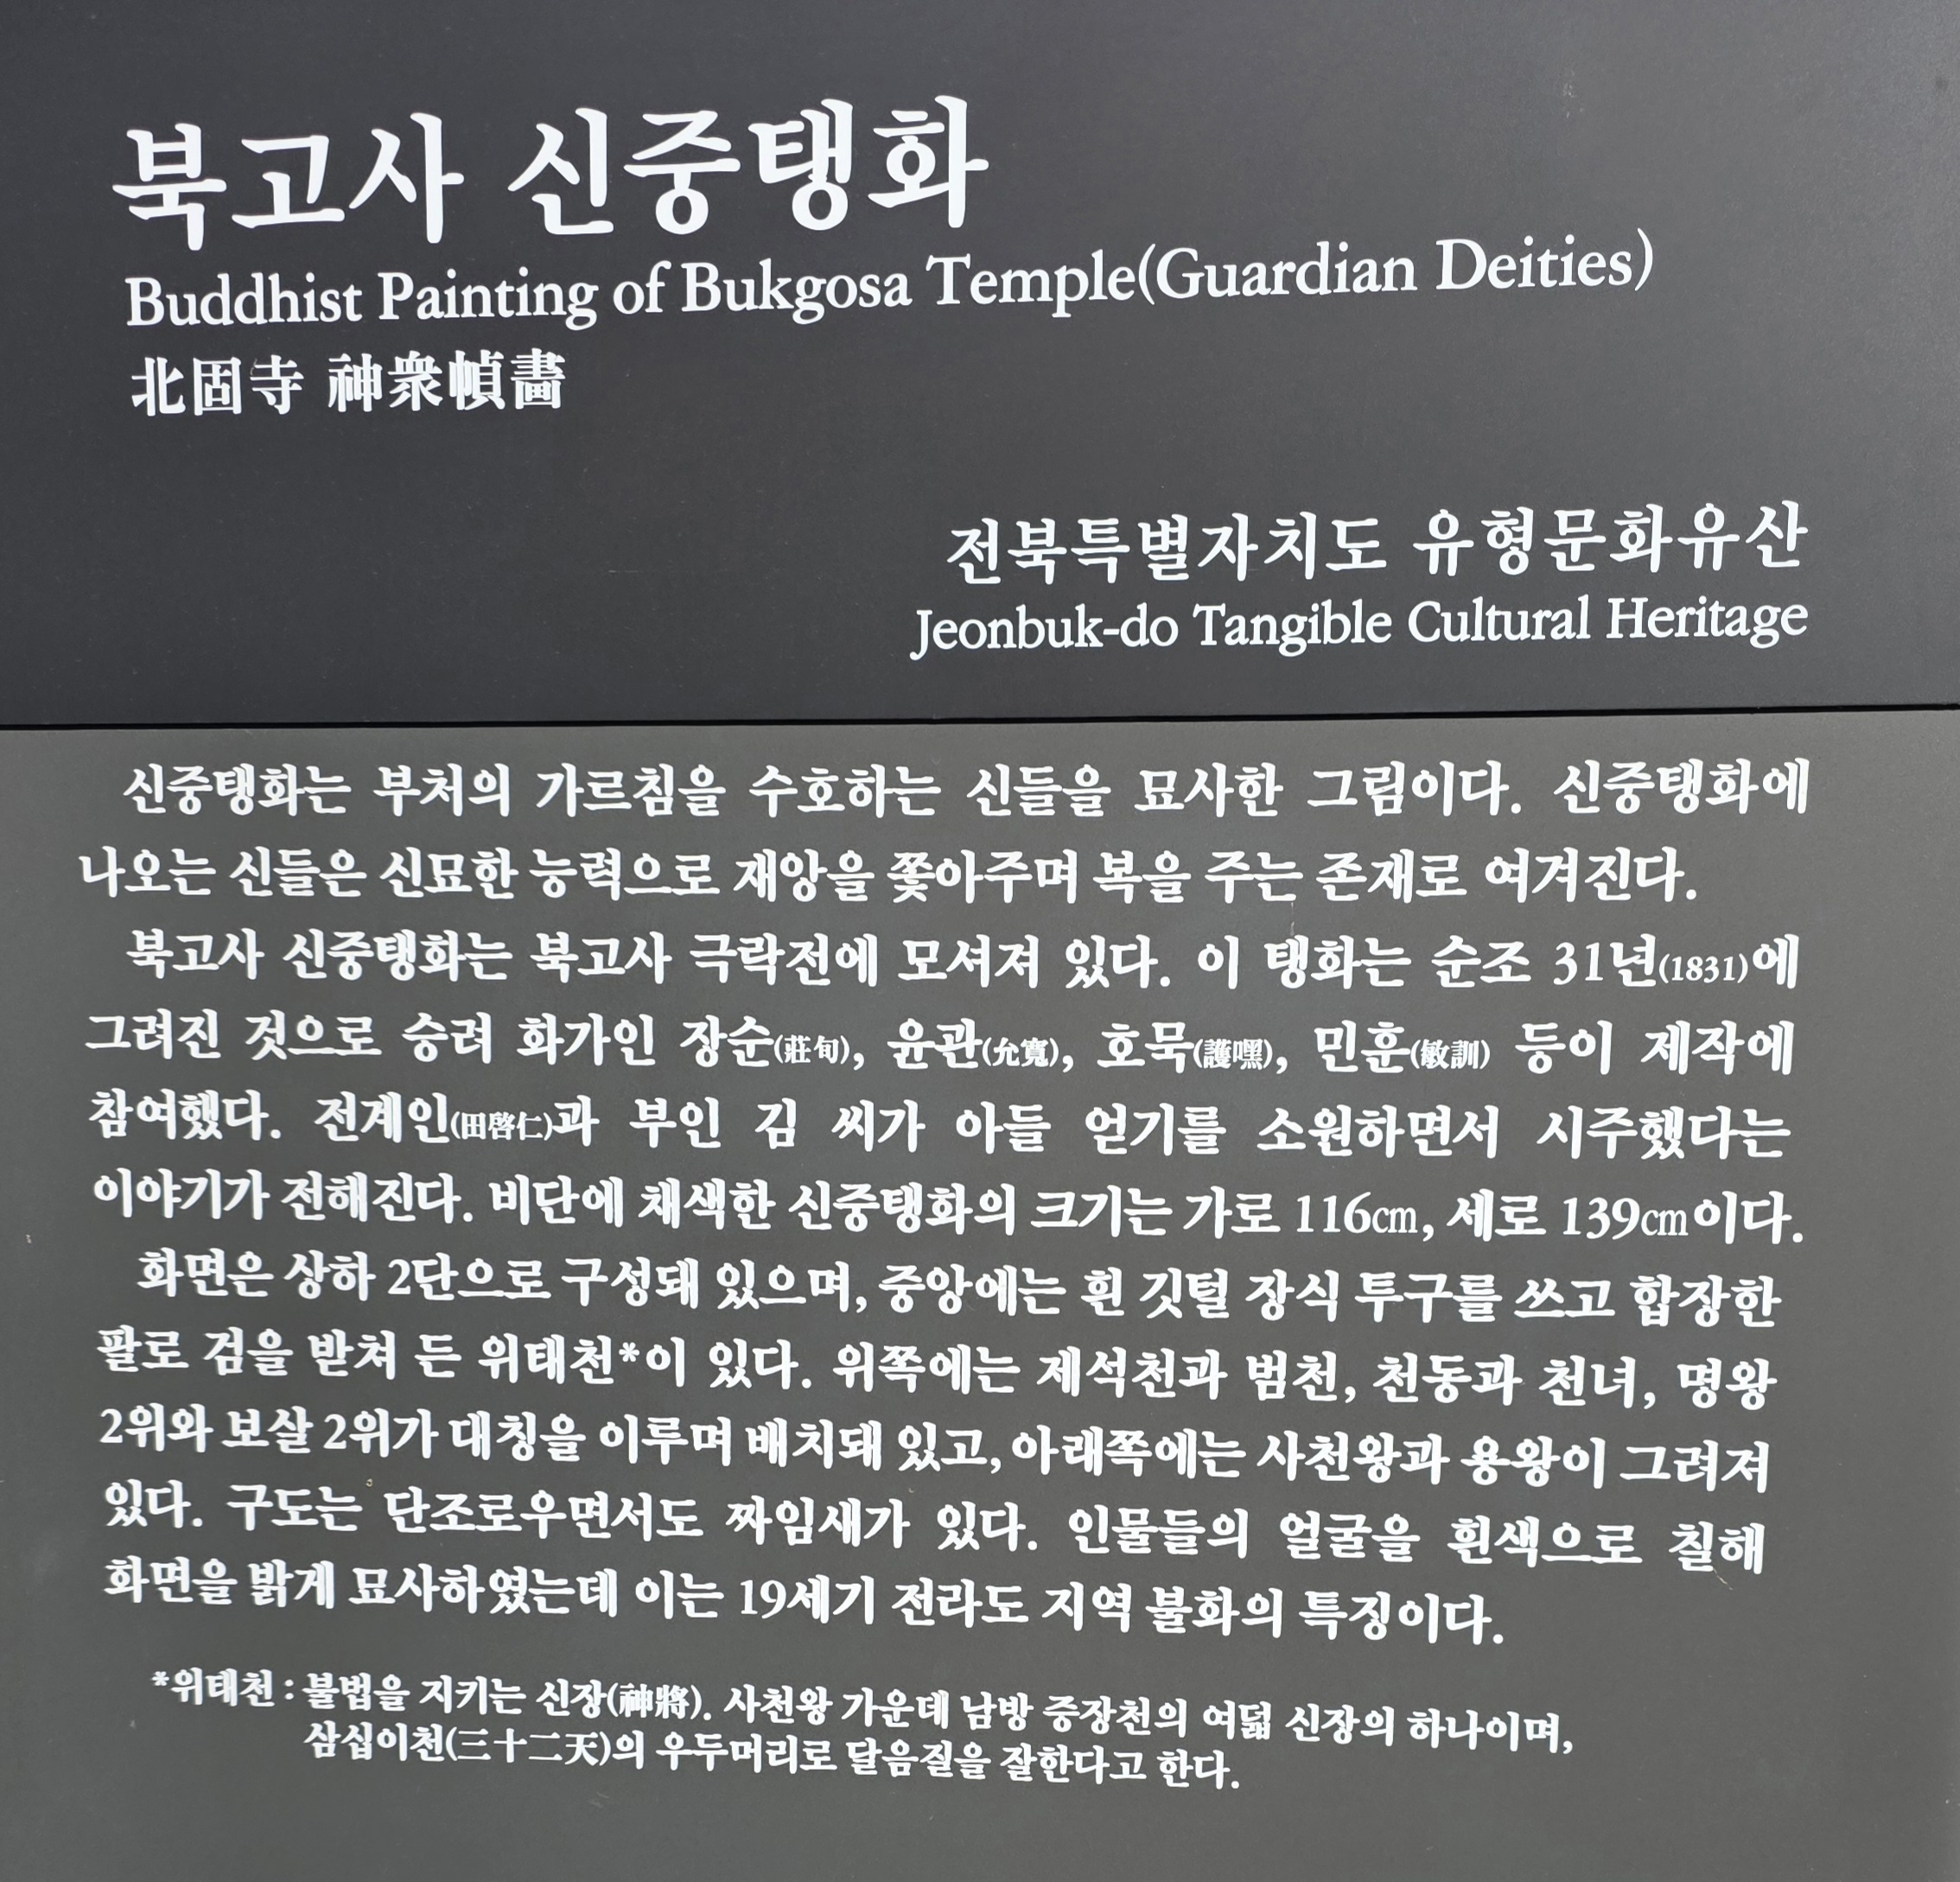 북고사 신중탱화
Buddhist Painting of Bukgosa Temple(Guardian Deities)
北固寺 神衆幀畵
전북특별자치도 유형문화유산
Jeonbuk-do Tangible Cultural Heritage
신중탱화는 부처의 가르침을 수호하는 신들을 묘사한 그림이다. 신중탱화에
나오는 신들은 신묘한 능력으로 재앙을 쫓아주며 복을 주는 존재로 여겨진다.
북고사 신중탱화는 북고사 극락전에 모셔져 있다. 이 탱화는 순조 31년(1831)에
그려진 것으로 승려 화가인 장순(莊旬), 윤관(允寬), 호묵(護嘿), 민훈(敏訓) 등이 제작에
참여했다. 전계인(田啓仁)과 부인 김 씨가 아들 얻기를 소원하면서 시주했다는
이야기가 전해진다. 비단에 채색한 신중탱화의 크기는 가로 116㎝, 세로 139㎝이다.
화면은 상하 2단으로 구성돼 있으며, 중앙에는 흰 깃털 장식 투구를 쓰고 합장한
팔로 검을 받쳐 든 위태천*이 있다. 위쪽에는 제석천과 범천, 천동과 천녀, 명왕
2위와 보살 2위가 대칭을 이루며 배치돼 있고, 아래쪽에는 사천왕과 용왕이 그려져
있다. 구도는 단조로우면서도 짜임새가 있다. 인물들의 얼굴을 흰색으로 칠해
화면을 밝게 묘사하였는데 이는 19세기 전라도 지역 불화의 특징이다.
*위태천 : 불법을 지키는 신장(神將). 사천왕 가운데 남방 증장천의 여덟 신장의 하나이며,
삼십이천(三十二天)의 우두머리로 달음질을 잘한다고 한다.